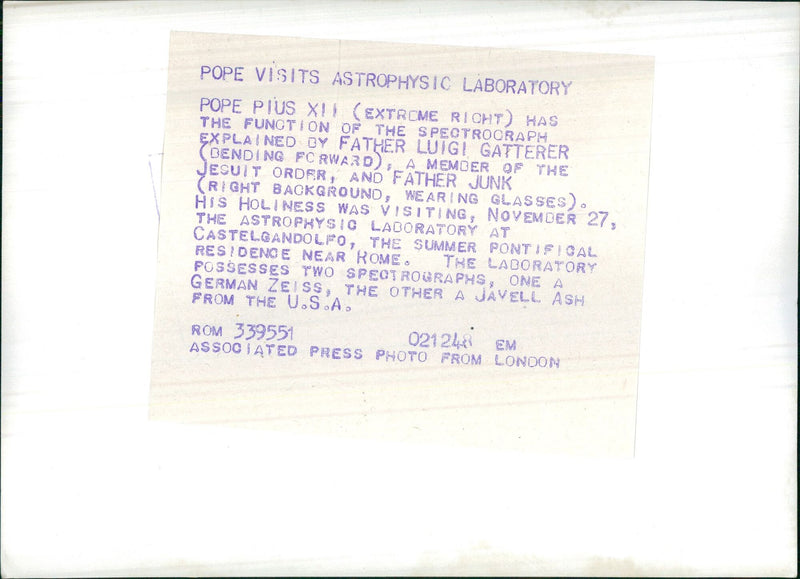 POPE VISITS ASTROPHYSIC LABORATORY
POPE PIUS XII (EXTREME RIGHT) HAS
THE FUNCTION OF THE SPECTROGRAPH
EXPLAINED BY FATHER LUIGI GATTERER
(BENDING FORWARD), A MEMBER OF THE
JESUIT ORDER, AND FATHER JUNK
(RIGHT BACKGROUND, WEARING GLASSES).
HIS HOLINESS WAS VISITING, NOVEMBER 27,
THE ASTROPHYSIC LABORATORY AT
CASTELGANDOLFO, THE SUMMER PONTIFICAL
RESIDENCE NEAR ROME. THE LABORATORY
POSSESSES TWO SPECTROGRAPHS, ONE A
GERMAN ZEISS, THE OTHER A JAVELL ASH
FROM THE U.S.A.
ROM 339551 021248 EM
ASSOCIATED PRESS PHOTO FROM LONDON